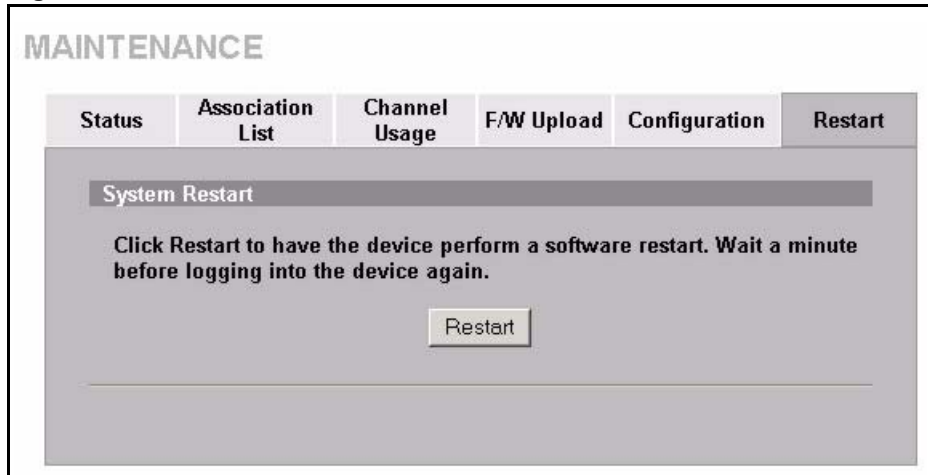 MAINTENANCE
Status
Association
List
Channel
Usage
F/W Upload
Configuration
Restart
System Restart
Click Restart to have the device perform a software restart. Wait a minute
before logging into the device again.
Restart